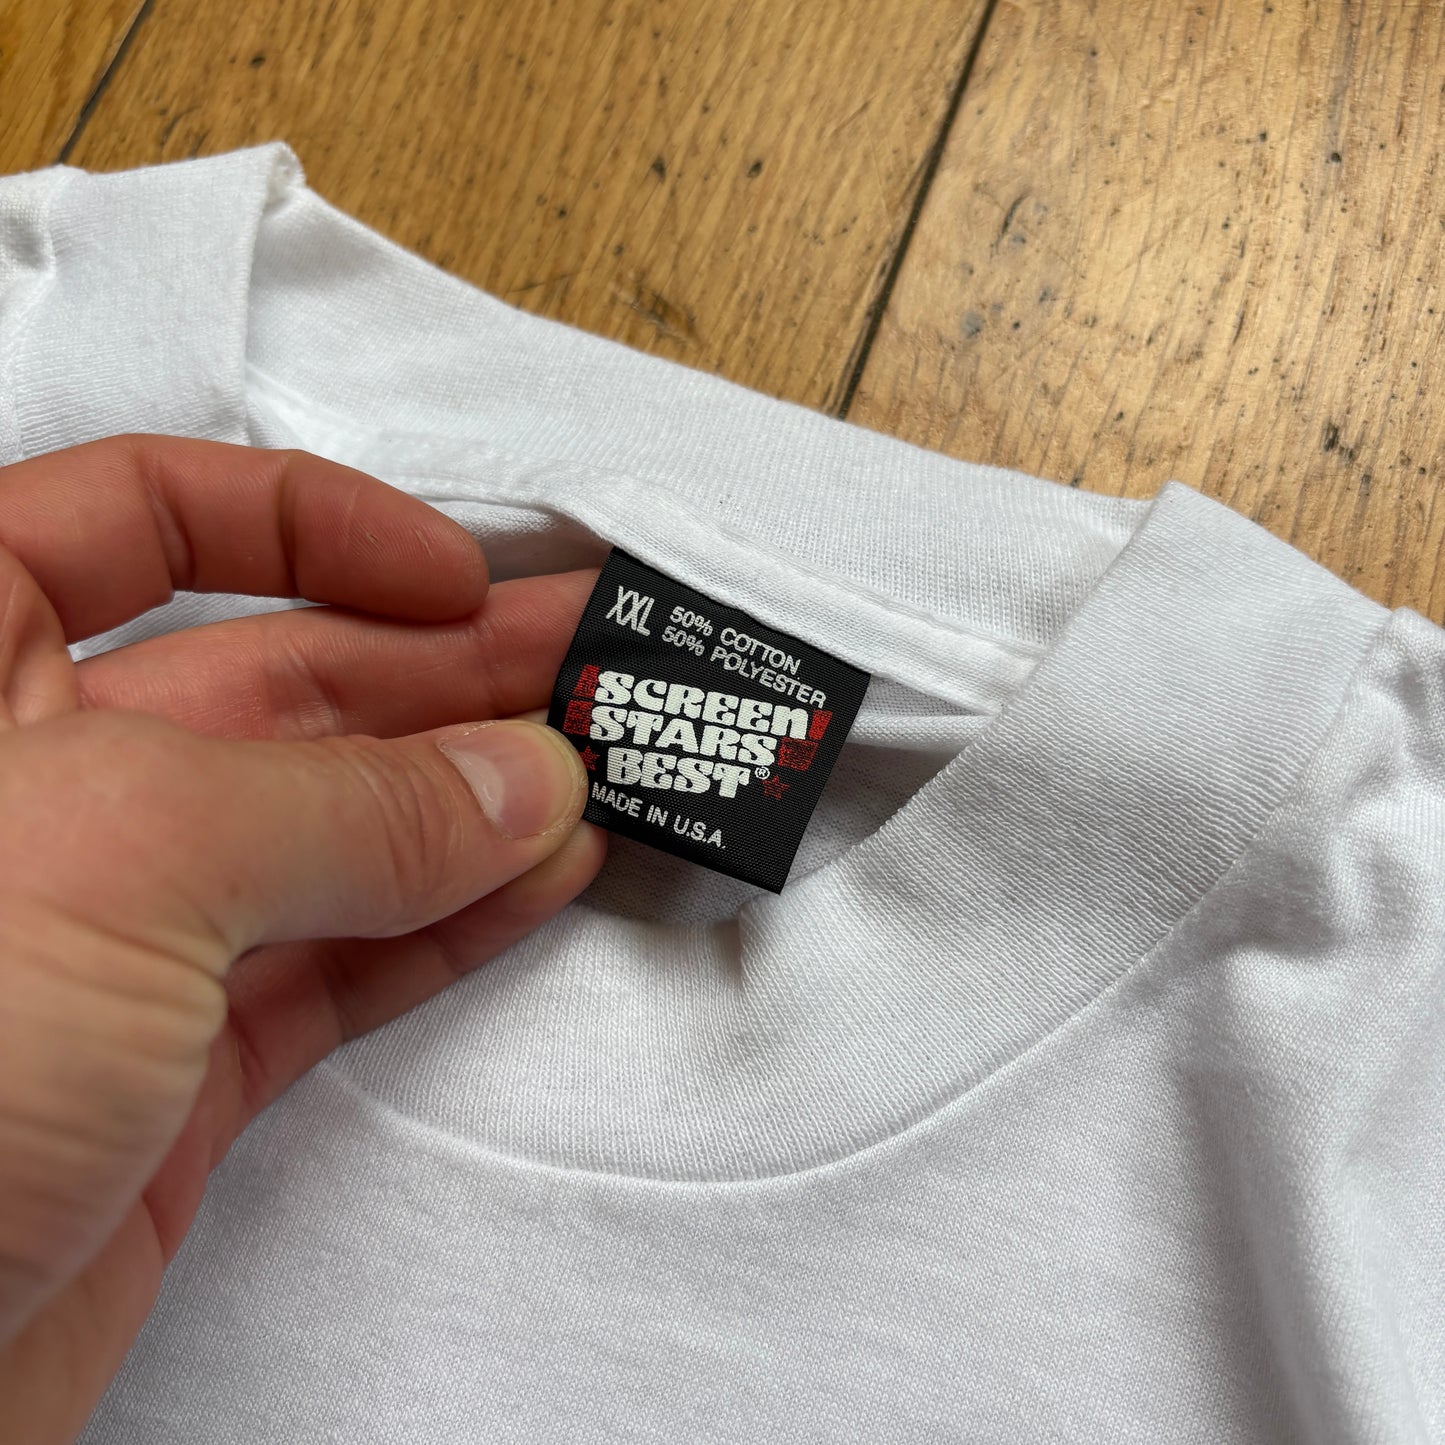 XXL 50% COTTON
50% POLYESTER
SCREEN
STARS
BEST®
MADE IN U.S.A.